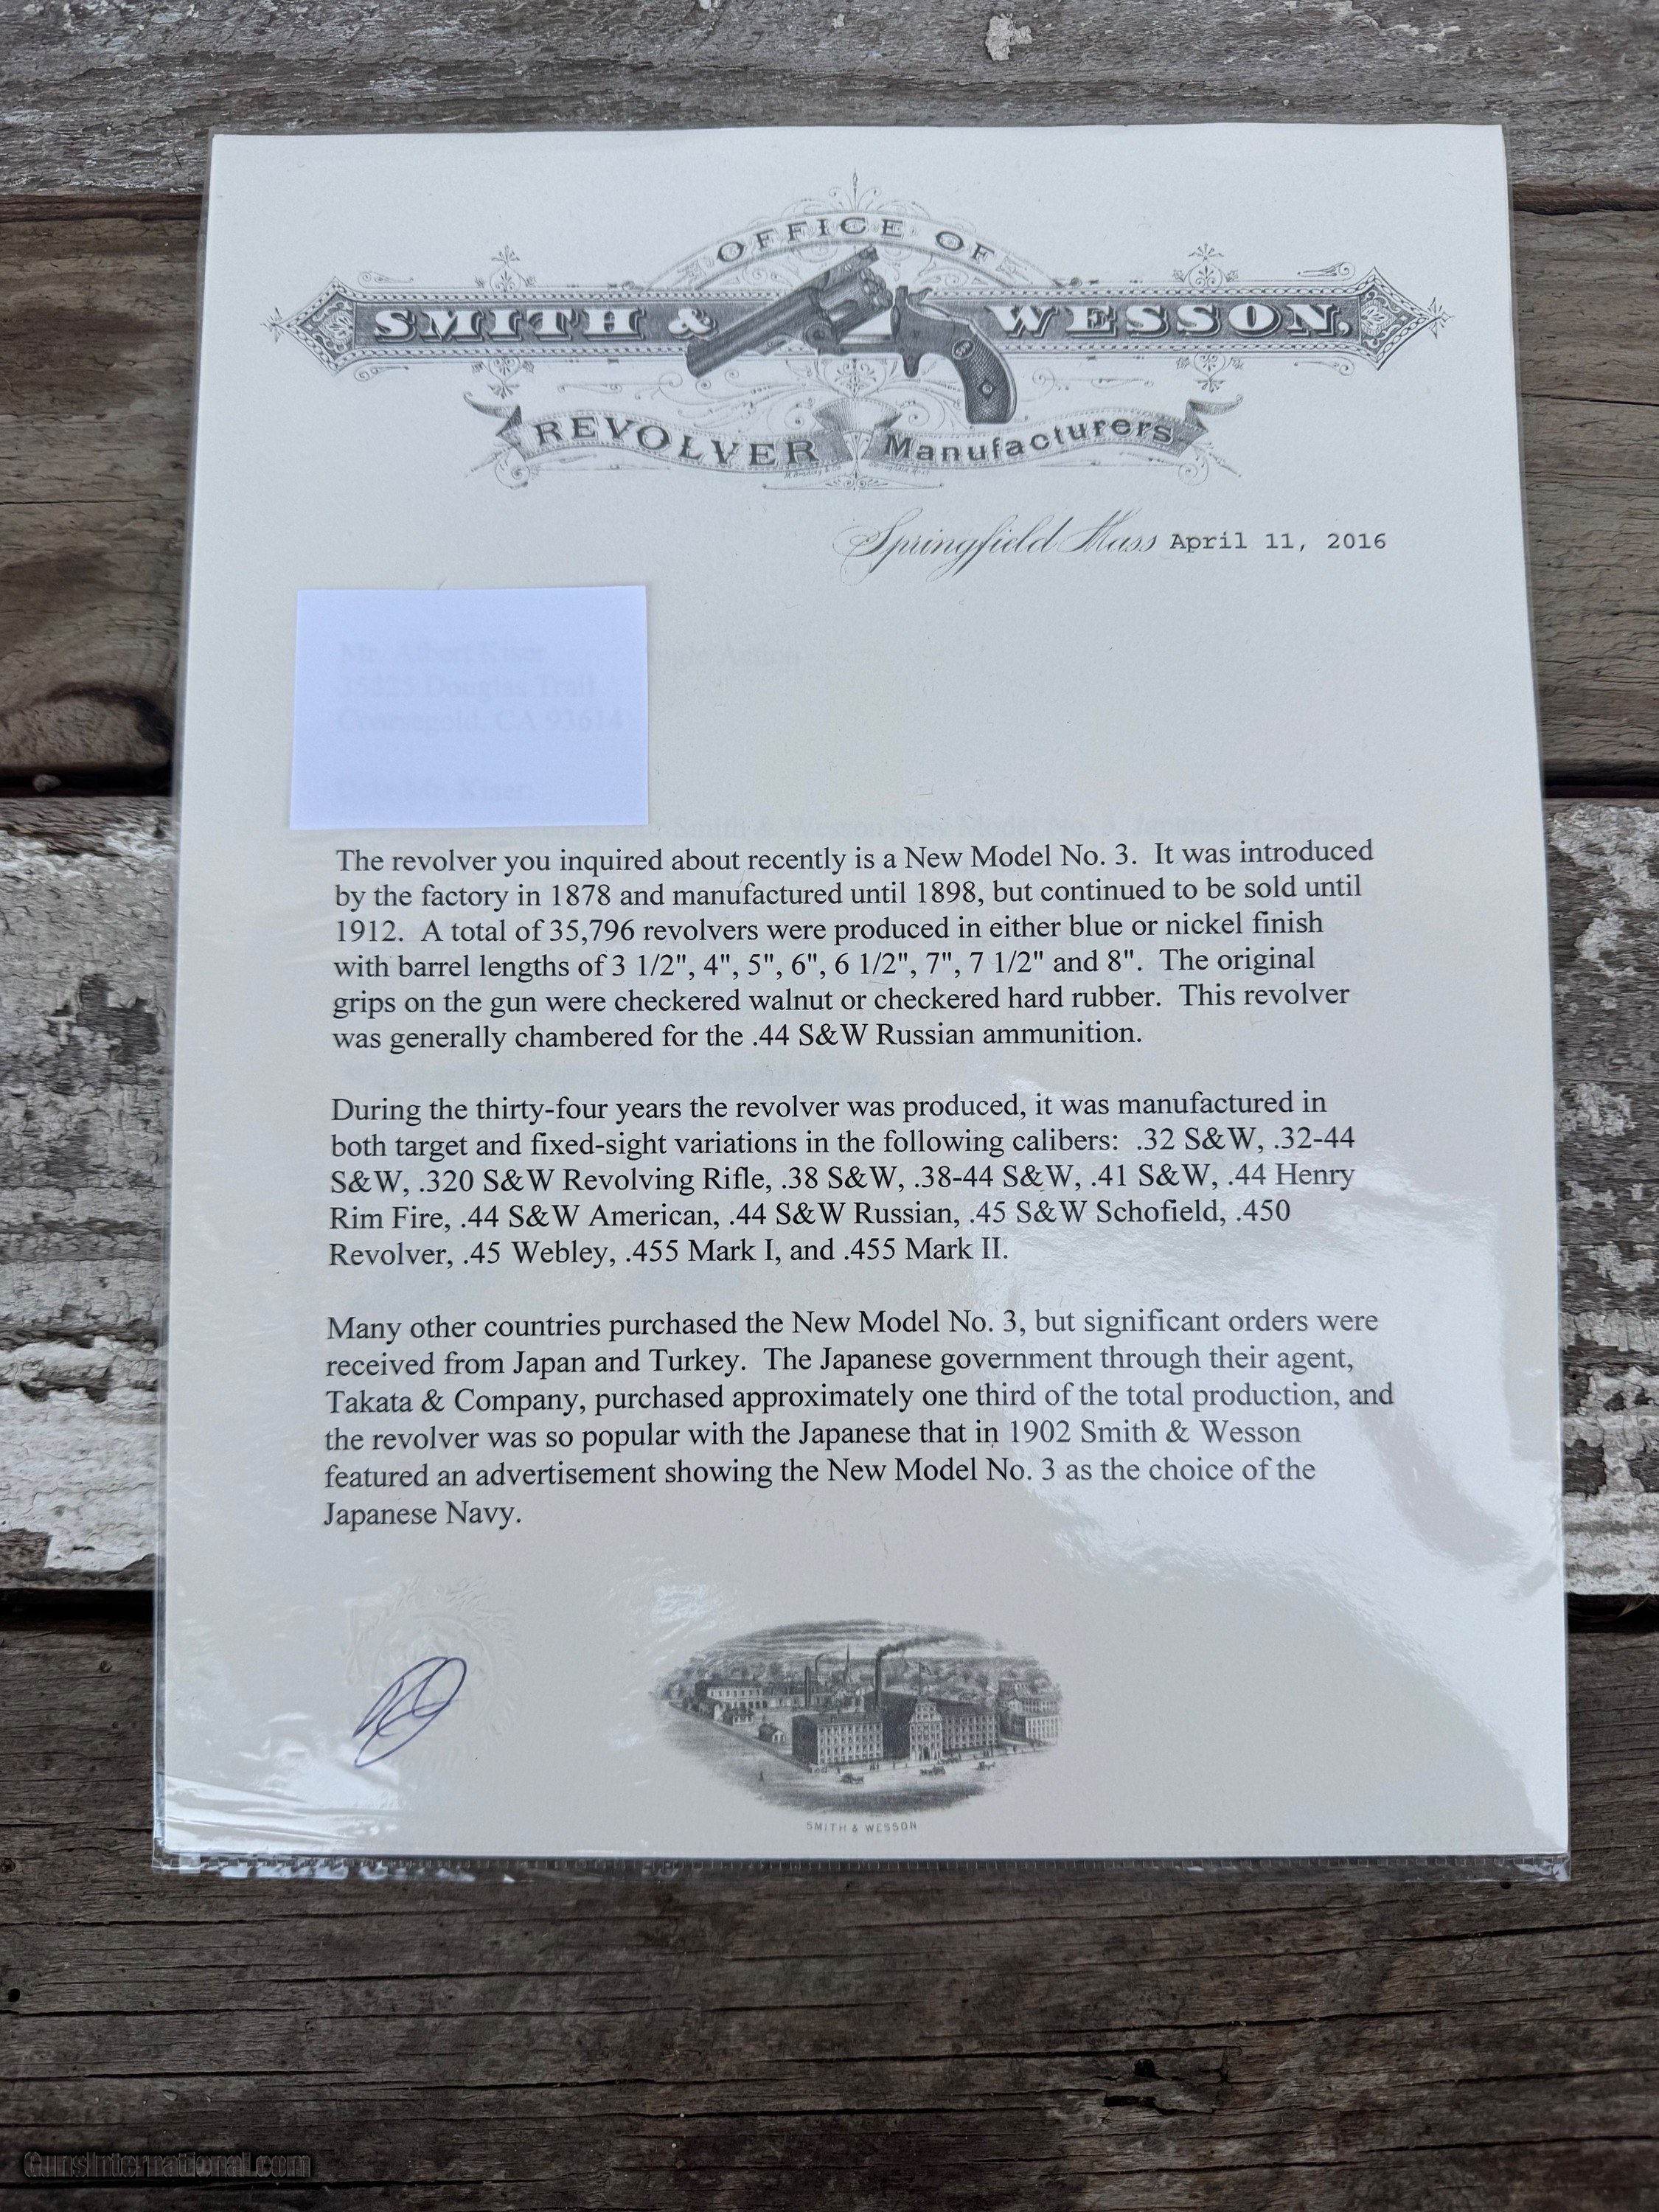 OFFICE OF
SMITH & WESSON.
REVOLVER Manufacturers
Springfield Mass April 11, 2016
The revolver you inquired about recently is a New Model No. 3. It was introduced
by the factory in 1878 and manufactured until 1898, but continued to be sold until
1912. A total of 35,796 revolvers were produced in either blue or nickel finish
with barrel lengths of 3 1/2", 4", 5", 6", 6 1/2", 7", 7 1/2" and 8". The original
grips on the gun were checkered walnut or checkered hard rubber. This revolver
was generally chambered for the .44 S&W Russian ammunition.
During the thirty-four years the revolver was produced, it was manufactured in
both target and fixed-sight variations in the following calibers: .32 S&W, .32-44
S&W, .320 S&W Revolving Rifle, .38 S&W, .38-44 S&W, .41 S&W, .44 Henry
Rim Fire, .44 S&W American, .44 S&W Russian, .45 S&W Schofield, .450
Revolver, .45 Webley, .455 Mark I, and .455 Mark II.
Many other countries purchased the New Model No. 3, but significant orders were
received from Japan and Turkey. The Japanese government through their agent,
Takata & Company, purchased approximately one third of the total production, and
the revolver was so popular with the Japanese that in 1902 Smith & Wesson
featured an advertisement showing the New Model No. 3 as the choice of the
Japanese Navy.
SMITH & WESSON
GunsInternational.com